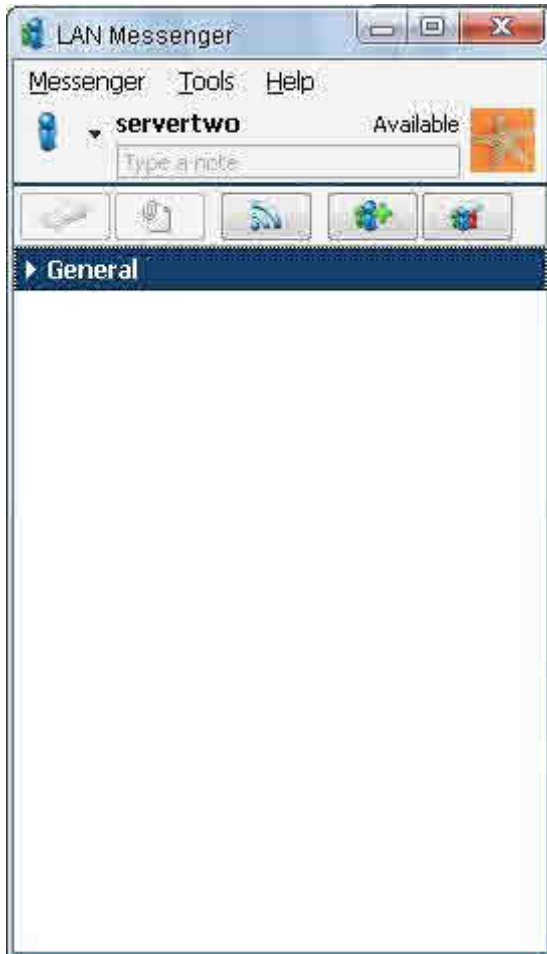 LAN Messenger
Messenger Tools Help
servertwo Available
Type a note
General